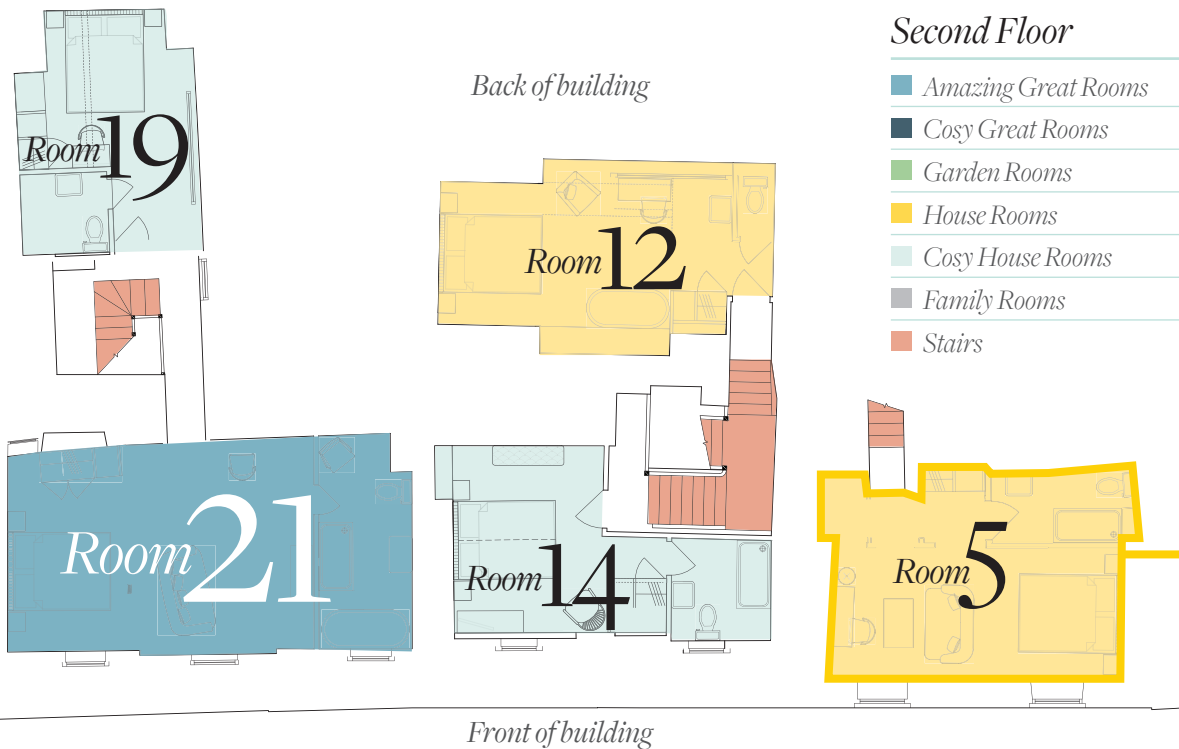 Second Floor
Amazing Great Rooms
Cosy Great Rooms
Garden Rooms
House Rooms
Cosy House Rooms
Family Rooms
Stairs
Back of building
Room 19
Room 12
Room 21
Room 14
Room 5
Front of building